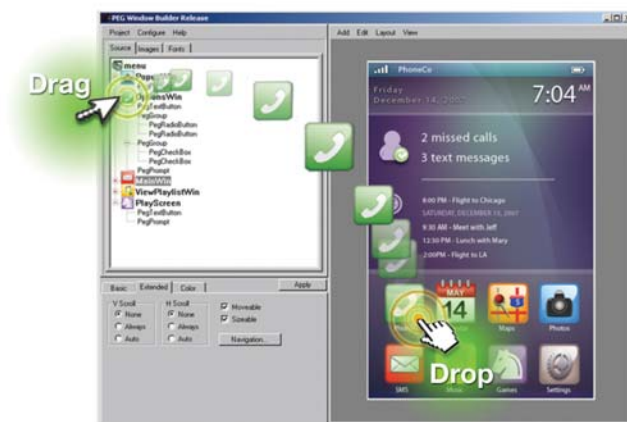 PEG Window Builder Release
Project Configure Help
Source Images Fonts
menu
Drag
OptionsWin
PegTextButton
PegGroup
PegRadioButton
PegRadioButton
PegGroup
PegCheckBox
PegCheckBox
PegPrompt
MainWin
ViewPlaylistWin
PlayScreen
PegTextButton
PegPrompt
Basic Extended Color Apply
V Scroll H Scroll
None None Moveable
Always Always Sizeable
Auto Auto Navigation...
Add Edit Layout View
PhoneCo
Friday
December 14, 2007
7:04 AM
2 missed calls
3 text messages
8:00 PM - Flight to Chicago
SATURDAY, DECEMBER 15, 2007
9:30 AM - Meet with Jeff
12:30 PM - Lunch with Mary
2:00PM - Flight to LA
MAY
14
Maps Photos
Drop
SMS Games Settings